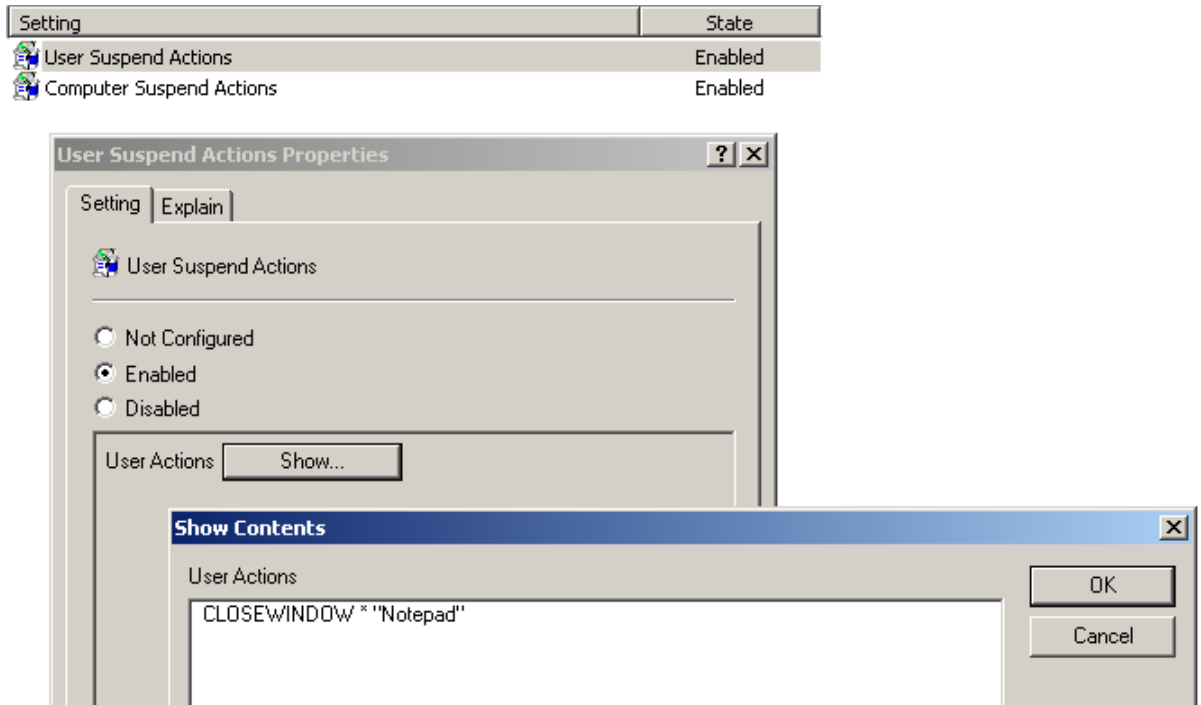 Setting State
User Suspend Actions Enabled
Computer Suspend Actions Enabled
User Suspend Actions Properties
Setting Explain
User Suspend Actions
Not Configured
Enabled
Disabled
User Actions Show...
Show Contents
User Actions
OK
CLOSEWINDOW * "Notepad"
Cancel